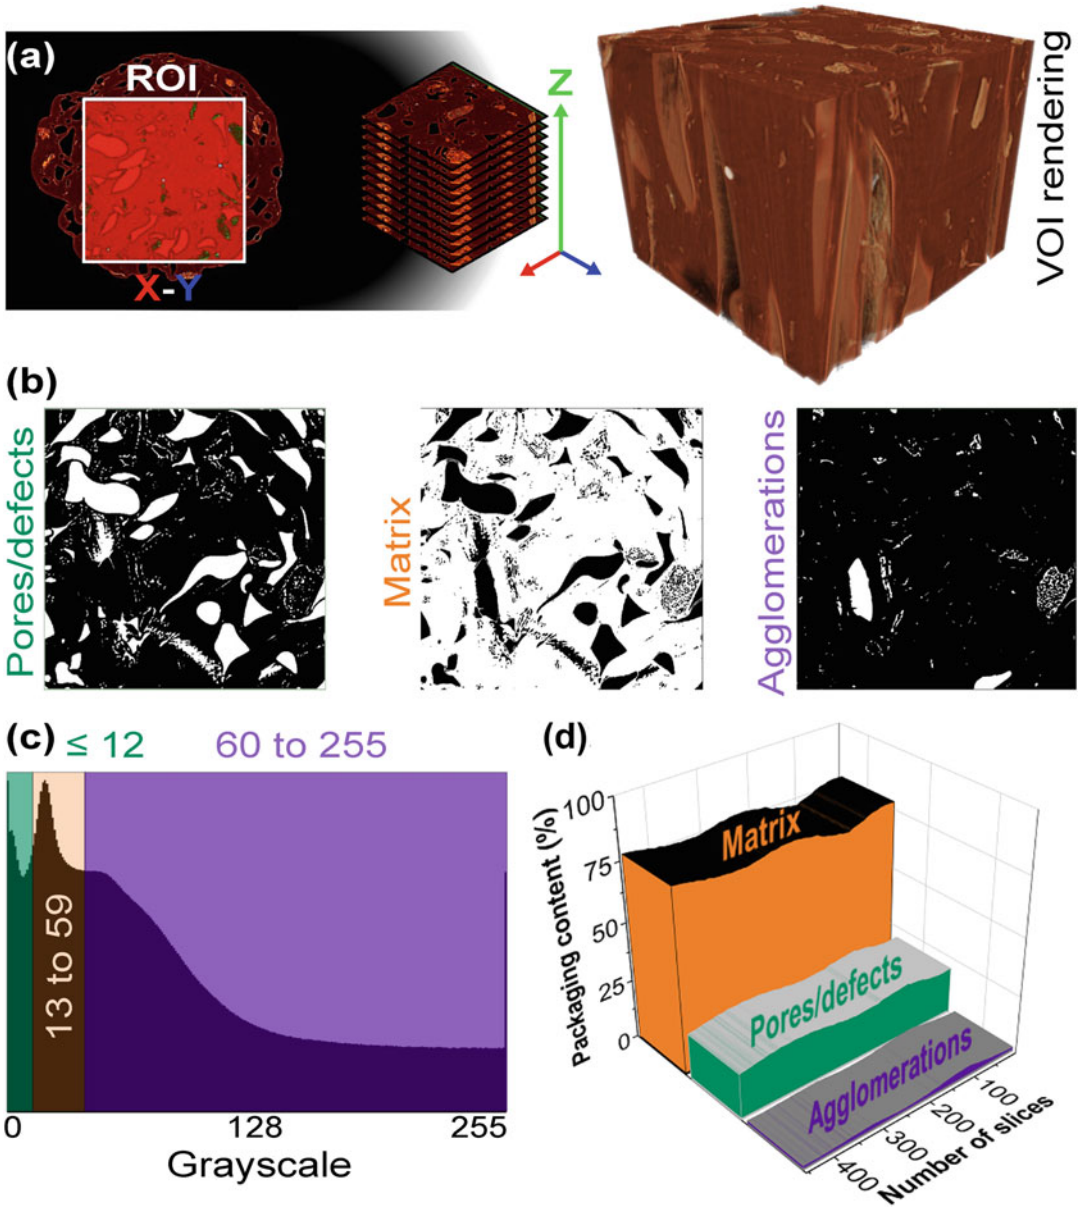 (a)
ROI
X-Y
Z
VOI rendering
(b)
Pores/defects
Matrix
Agglomerations
(c)
≤ 12
60 to 255
13 to 59
0
128
255
Grayscale
(d)
Packaging content (%)
100
75
50
25
0
Matrix
Pores/defects
Agglomerations
100
200
300
400
Number of slices